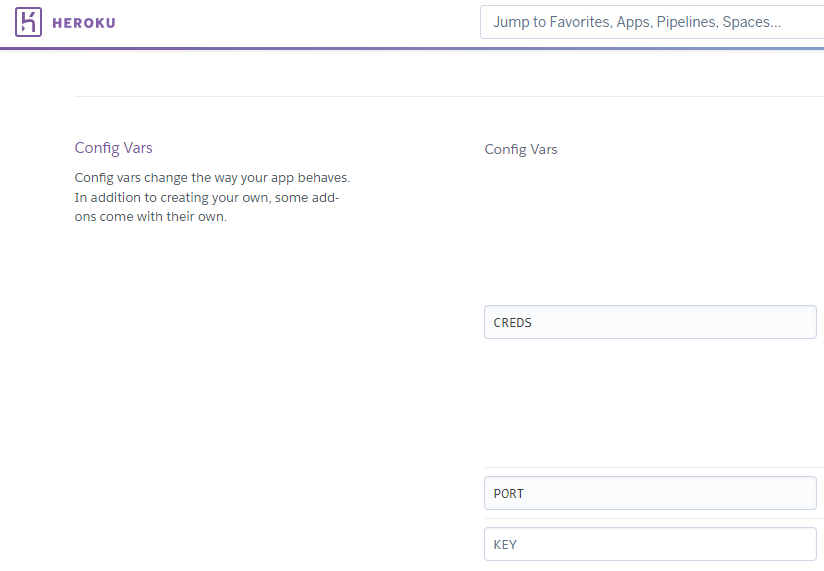 HEROKU
Jump to Favorites, Apps, Pipelines, Spaces...
Config Vars
Config vars change the way your app behaves.
In addition to creating your own, some add-
ons come with their own.
Config Vars
CREDS
PORT
KEY